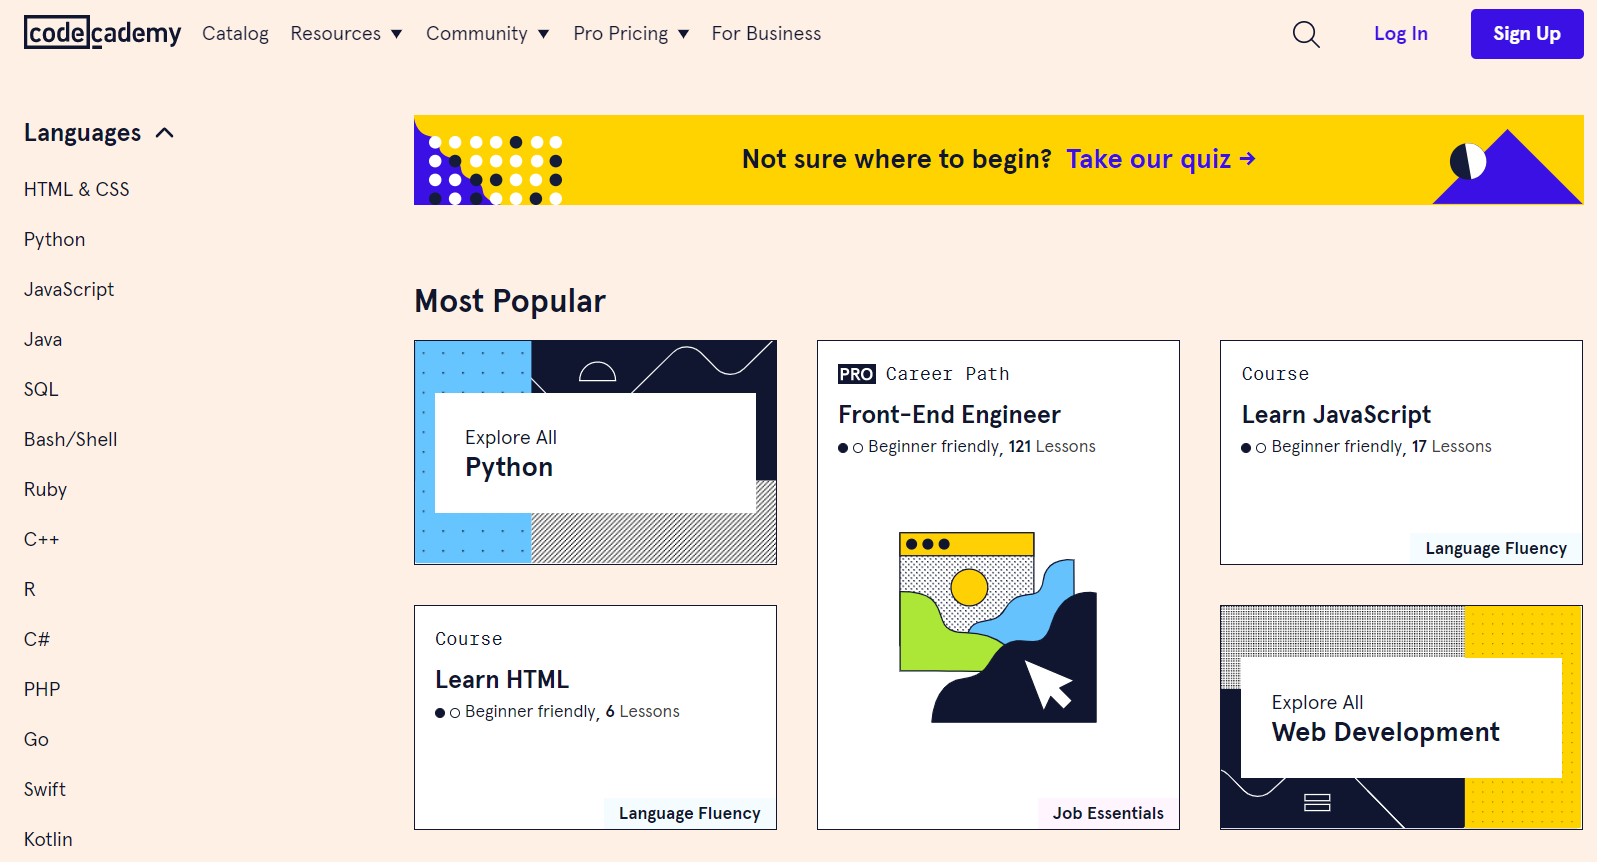 codecademy
Catalog
Resources
Community
Pro Pricing
For Business
Log In
Sign Up
Languages
HTML & CSS
Python
JavaScript
Java
SQL
Bash/Shell
Ruby
C++
R
C#
PHP
Go
Swift
Kotlin
Not sure where to begin? Take our quiz →
Most Popular
Explore All
Python
PRO Career Path
Front-End Engineer
Beginner friendly, 121 Lessons
Job Essentials
Course
Learn JavaScript
Beginner friendly, 17 Lessons
Language Fluency
Course
Learn HTML
Beginner friendly, 6 Lessons
Language Fluency
Explore All
Web Development